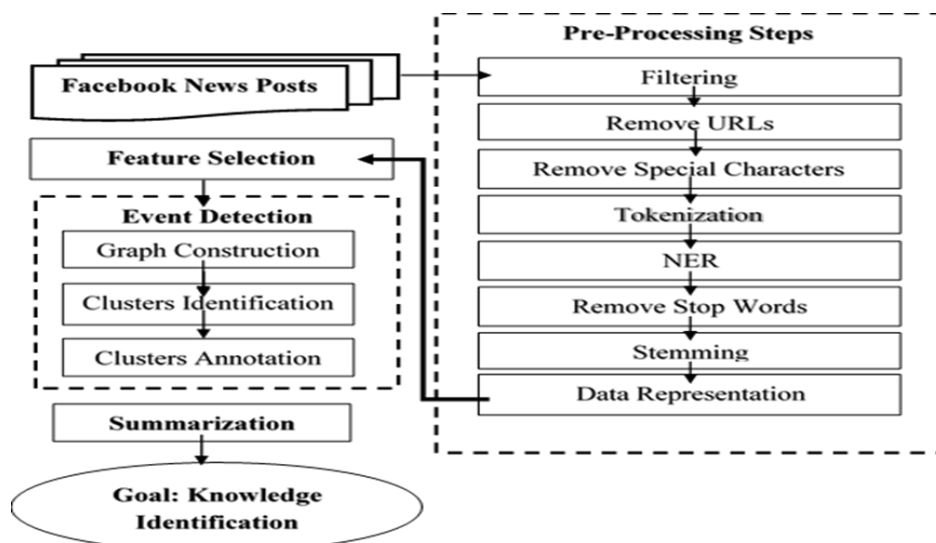 Facebook News Posts
Pre-Processing Steps
Filtering
Remove URLs
Remove Special Characters
Tokenization
NER
Remove Stop Words
Stemming
Data Representation
Feature Selection
Event Detection
Graph Construction
Clusters Identification
Clusters Annotation
Summarization
Goal: Knowledge
Identification